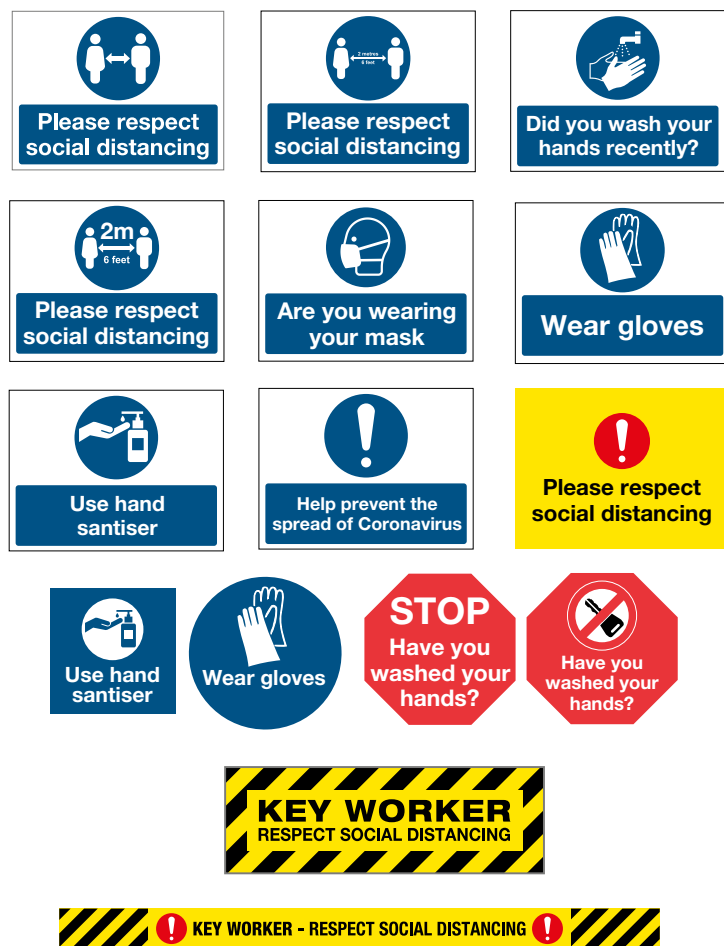 2 metres
6 feet
Please respect
social distancing
Please respect
social distancing
Did you wash your
hands recently?
2m
6 feet
Please respect
social distancing
Are you wearing
your mask
Wear gloves
Use hand
santiser
Help prevent the
spread of Coronavirus
Please respect
social distancing
Use hand
santiser
Wear gloves
STOP
Have you
washed your
hands?
Have you
washed your
hands?
KEY WORKER
RESPECT SOCIAL DISTANCING
KEY WORKER - RESPECT SOCIAL DISTANCING